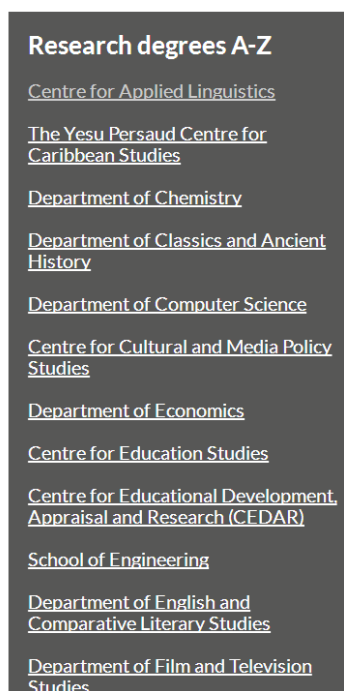 Research degrees A-Z
Centre for Applied Linguistics
The Yesu Persaud Centre for
Caribbean Studies
Department of Chemistry
Department of Classics and Ancient
History
Department of Computer Science
Centre for Cultural and Media Policy
Studies
Department of Economics
Centre for Education Studies
Centre for Educational Development,
Appraisal and Research (CEDAR)
School of Engineering
Department of English and
Comparative Literary Studies
Department of Film and Television
Studies